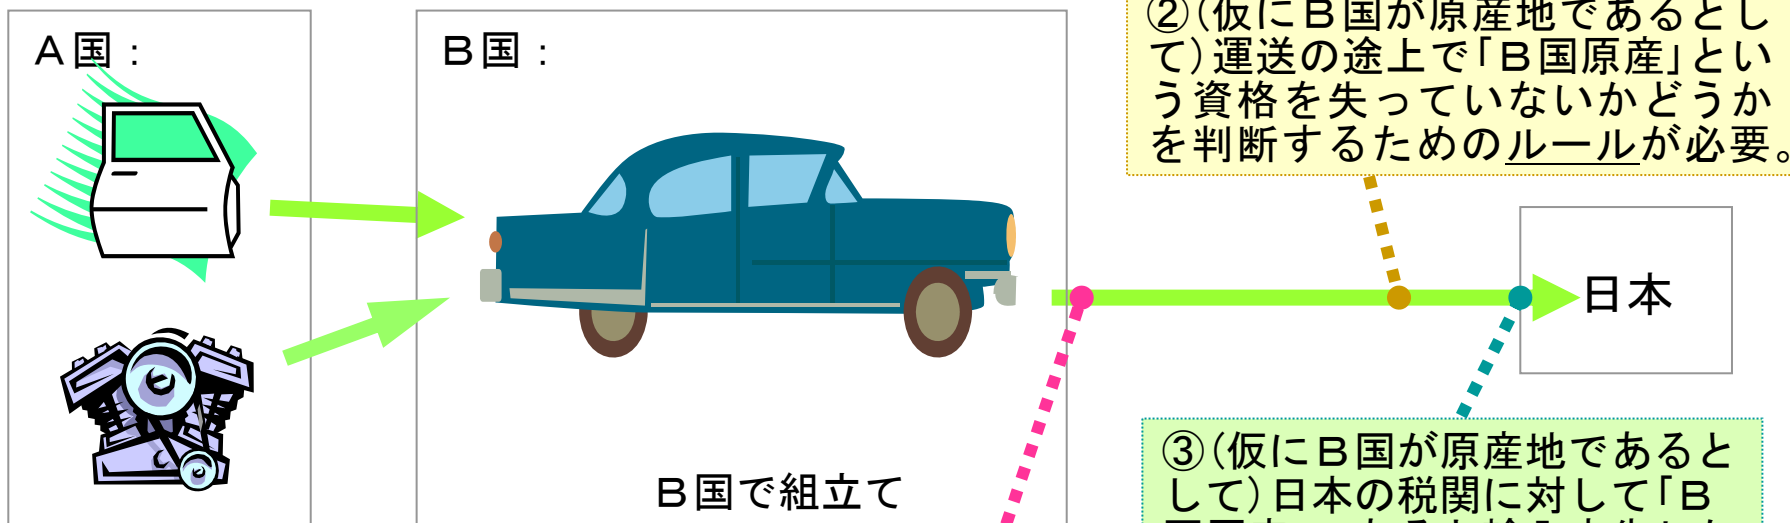 A国：
B国：
B国で組立て
②(仮にＢ国が原産地であるとし
て)運送の途上で「Ｂ国原産」とい
う資格を失っていないかどうか
を判断するためのルールが必要。
日本
③(仮にＢ国が原産地であると
して)日本の税関に対して「Ｂ